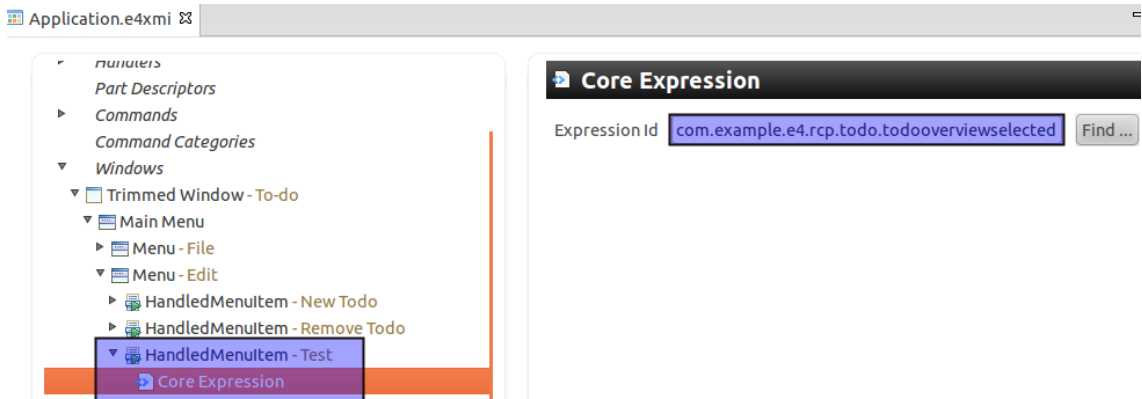 Application.e4xmi
Handlers
Part Descriptors
Commands
Command Categories
Windows
Trimmed Window - To-do
Main Menu
Menu - File
Menu - Edit
HandledMenuItem - New Todo
HandledMenuItem - Remove Todo
HandledMenuItem - Test
Core Expression
Core Expression
Expression Id com.example.e4.rcp.todo.todooverviewselected Find ...